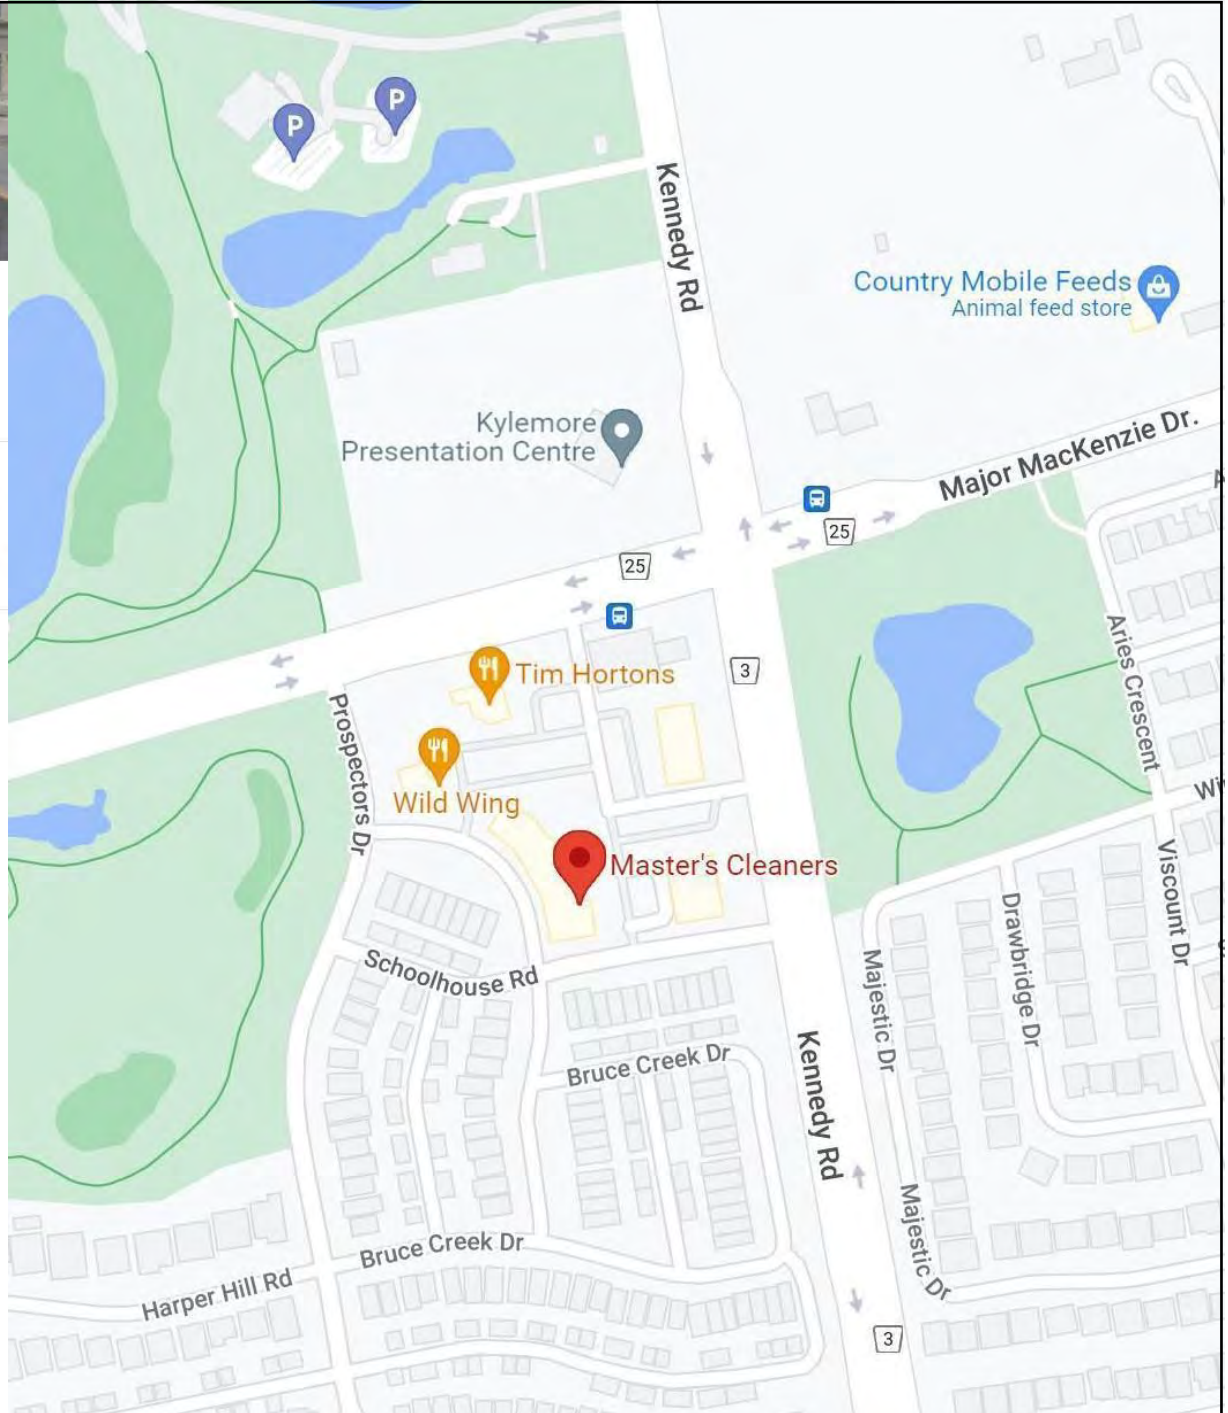 P
P
Kennedy Rd
Country Mobile Feeds
Animal feed store
Kylemore
Presentation Centre
Major MacKenzie Dr.
25
25
Tim Hortons
3
Aries Crescent
Prospectors Dr
Wild Wing
Master's Cleaners
Viscount Dr
Drawbridge Dr
Majestic Dr
Schoolhouse Rd
Bruce Creek Dr
Kennedy Rd
Majestic Dr
Bruce Creek Dr
Harper Hill Rd
3